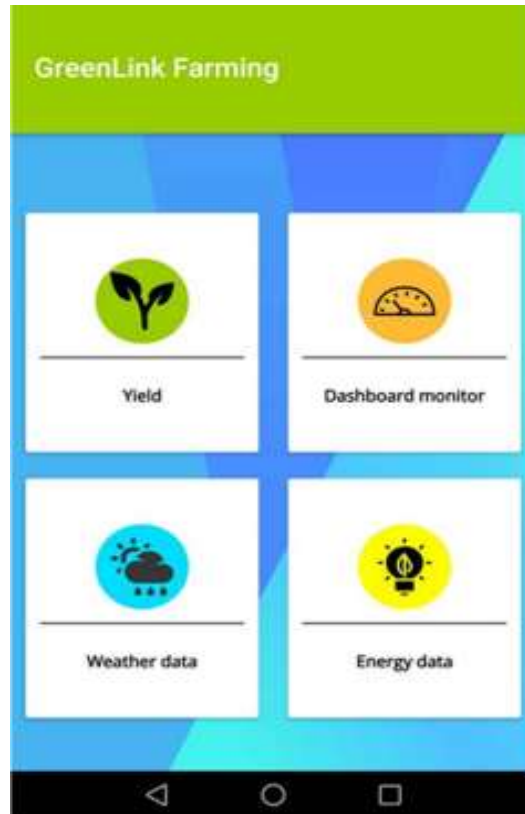 GreenLink Farming
Yield
Dashboard monitor
Weather data
Energy data